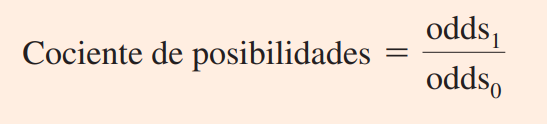 Cociente de posibilidades = odds₁ / odds₀